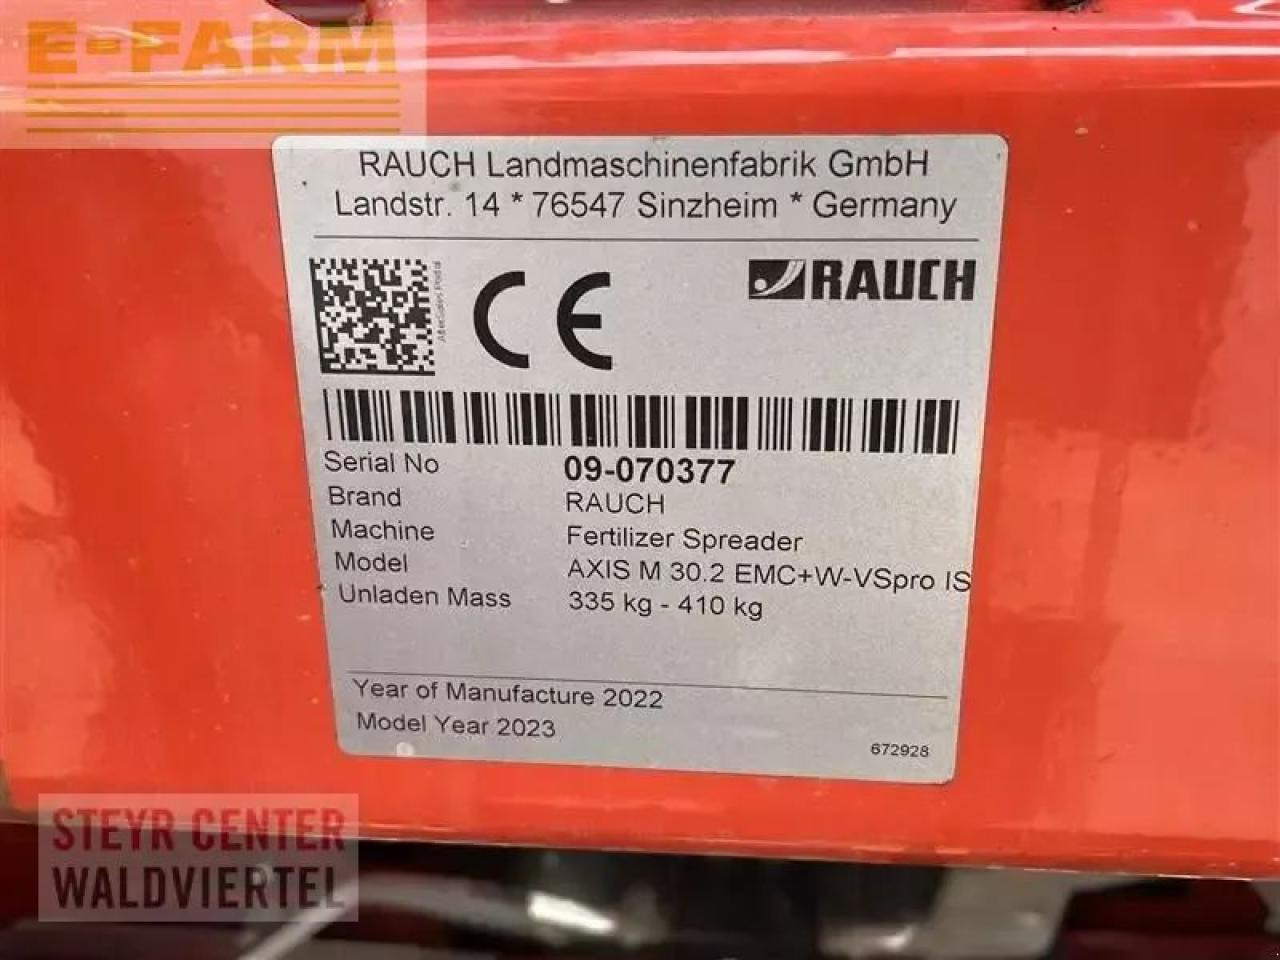 E-FARM
RAUCH Landmaschinenfabrik GmbH
Landstr. 14 * 76547 Sinzheim * Germany
AfterSales Portal
CE
RAUCH
Serial No 09-070377
Brand RAUCH
Machine Fertilizer Spreader
Model AXIS M 30.2 EMC+W-VSpro IS
Unladen Mass 335 kg - 410 kg
Year of Manufacture 2022
Model Year 2023
672928
STEYR CENTER
WALDVIERTEL